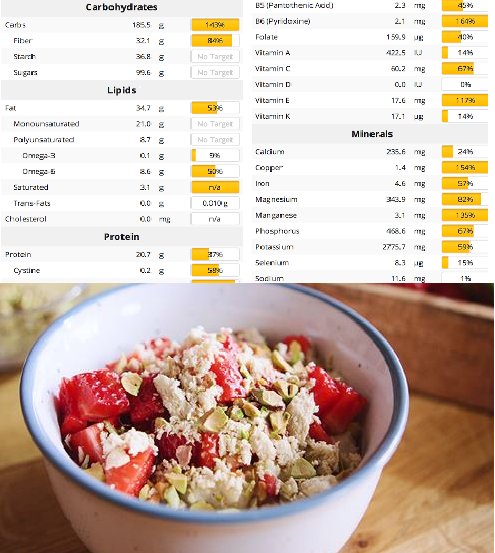 Carbohydrates
Carbs 185.5 g 143%
Fiber 32.1 g 84%
Starch 36.8 g No Target
Sugars 99.6 g No Target
Lipids
Fat 34.7 g 53%
Monounsaturated 21.0 g No Target
Polyunsaturated 8.7 g No Target
Omega-3 0.1 g 9%
Omega-6 8.6 g 50%
Saturated 3.1 g n/a
Trans-Fats 0.0 g 0.010g
Cholesterol 0.0 mg n/a
Protein
Protein 20.7 g 37%
Cystine 0.2 g 58%
B5 (Pantothenic Acid) 2.3 mg 45%
B6 (Pyridoxine) 2.1 mg 164%
Folate 159.9 µg 40%
Vitamin A 422.5 IU 14%
Vitamin C 60.2 mg 67%
Vitamin D 0.0 IU 0%
Vitamin E 17.6 mg 117%
Vitamin K 17.1 µg 14%
Minerals
Calcium 235.6 mg 24%
Copper 1.4 mg 154%
Iron 4.6 mg 57%
Magnesium 343.9 mg 82%
Manganese 3.1 mg 135%
Phosphorus 468.6 mg 67%
Potassium 2775.7 mg 59%
Selenium 8.3 µg 15%
Sodium 11.6 mg 1%